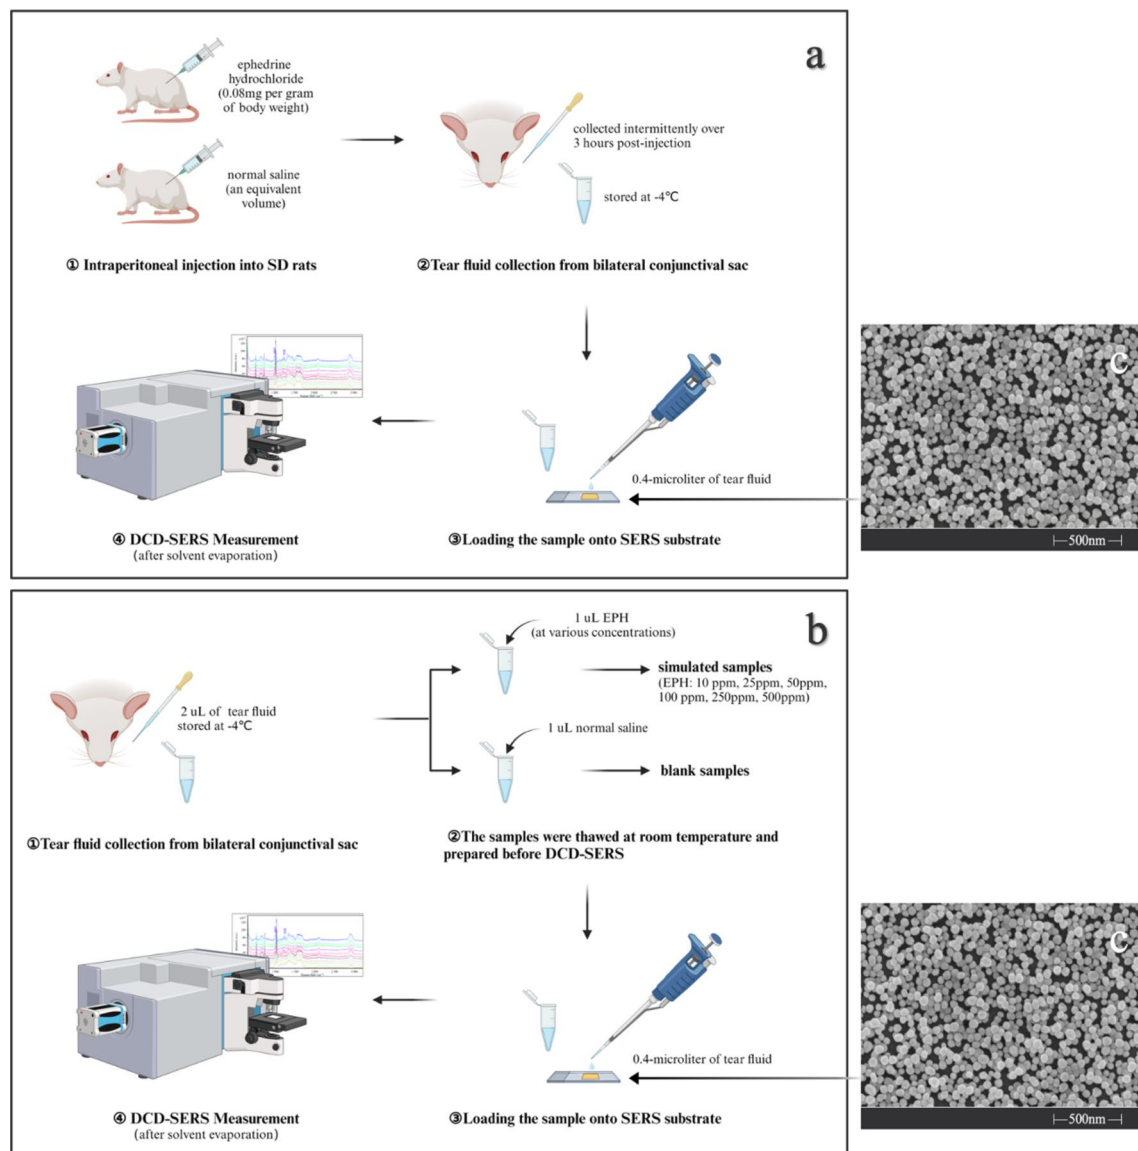 a
ephedrine
hydrochloride
(0.08mg per gram
of body weight)
normal saline
(an equivalent
volume)
① Intraperitoneal injection into SD rats
collected intermittently over
3 hours post-injection
stored at -4℃
②Tear fluid collection from bilateral conjunctival sac
0.4-microliter of tear fluid
③Loading the sample onto SERS substrate
④ DCD-SERS Measurement
(after solvent evaporation)
c
500nm
b
2 uL of tear fluid
stored at -4℃
①Tear fluid collection from bilateral conjunctival sac
1 uL EPH
(at various concentrations)
simulated samples
(EPH: 10 ppm, 25ppm, 50ppm,
100 ppm, 250ppm, 500ppm)
1 uL normal saline
blank samples
②The samples were thawed at room temperature and
prepared before DCD-SERS
0.4-microliter of tear fluid
③Loading the sample onto SERS substrate
④ DCD-SERS Measurement
(after solvent evaporation)
c
500nm